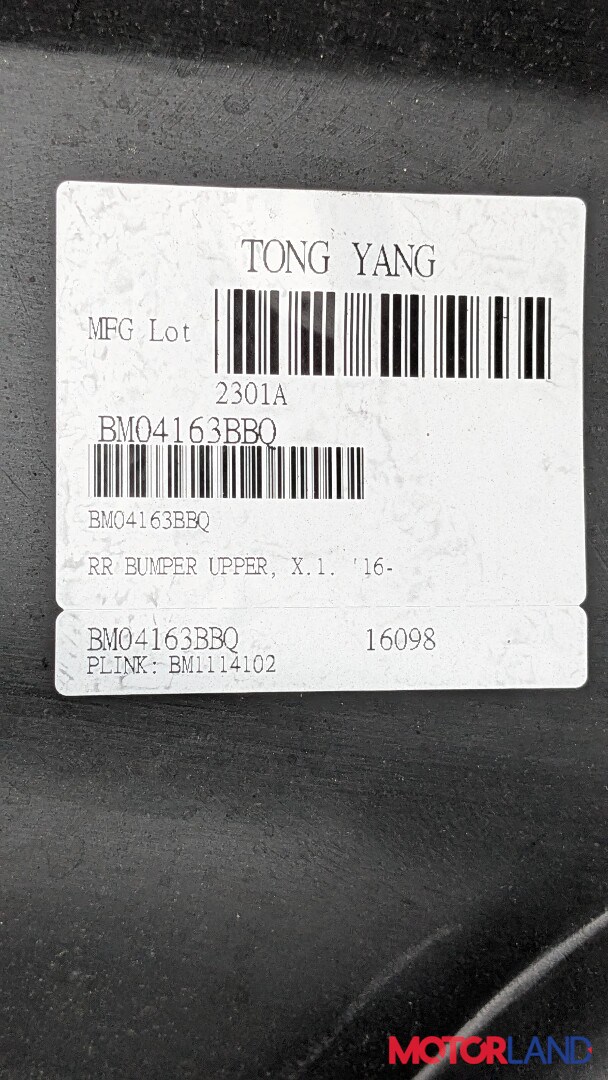 TONG YANG
MFG Lot
2301A
BM04163BBQ
BM04163BBQ
RR BUMPER UPPER, X.1. '16-
BM04163BBQ 16098
PLINK: BM1114102
MOTORLAND